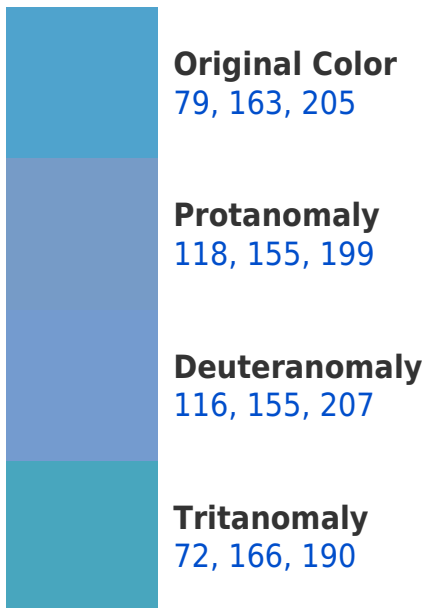 Original Color
79, 163, 205
Protanomaly
118, 155, 199
Deuteranomaly
116, 155, 207
Tritanomaly
72, 166, 190